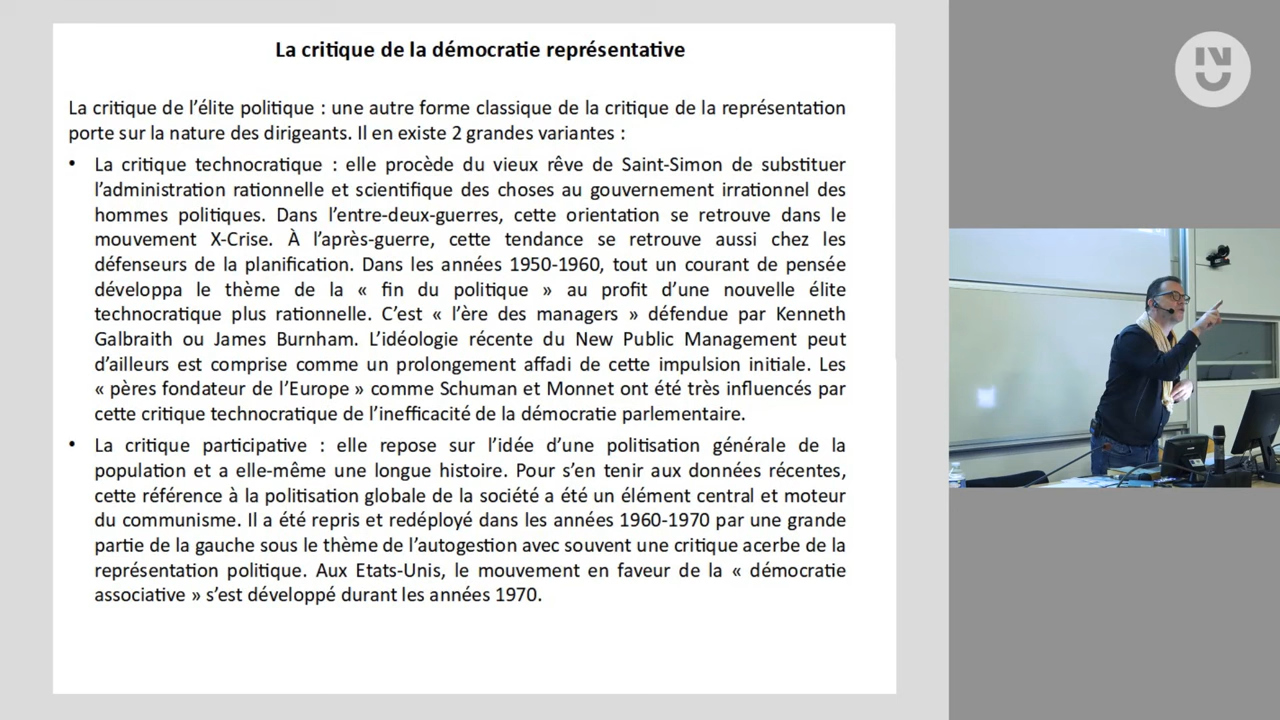 La critique de la démocratie représentative
La critique de l’élite politique : une autre forme classique de la critique de la représentation
porte sur la nature des dirigeants. Il en existe 2 grandes variantes :
• La critique technocratique : elle procède du vieux rêve de Saint-Simon de substituer
l’administration rationnelle et scientifique des choses au gouvernement irrationnel des
hommes politiques. Dans l’entre-deux-guerres, cette orientation se retrouve dans le
mouvement X-Crise. À l’après-guerre, cette tendance se retrouve aussi chez les
défenseurs de la planification. Dans les années 1950-1960, tout un courant de pensée
développa le thème de la « fin du politique » au profit d’une nouvelle élite
technocratique plus rationnelle. C’est « l’ère des managers » défendue par Kenneth
Galbraith ou James Burnham. L’idéologie récente du New Public Management peut
d’ailleurs est comprise comme un prolongement affadi de cette impulsion initiale. Les
« pères fondateur de l’Europe » comme Schuman et Monnet ont été très influencés par
cette critique technocratique de l’inefficacité de la démocratie parlementaire.
• La critique participative : elle repose sur l’idée d’une politisation générale de la
population et a elle-même une longue histoire. Pour s’en tenir aux données récentes,
cette référence à la politisation globale de la société a été un élément central et moteur
du communisme. Il a été repris et redéployé dans les années 1960-1970 par une grande
partie de la gauche sous le thème de l’autogestion avec souvent une critique acerbe de la
représentation politique. Aux Etats-Unis, le mouvement en faveur de la « démocratie
associative » s’est développé durant les années 1970.